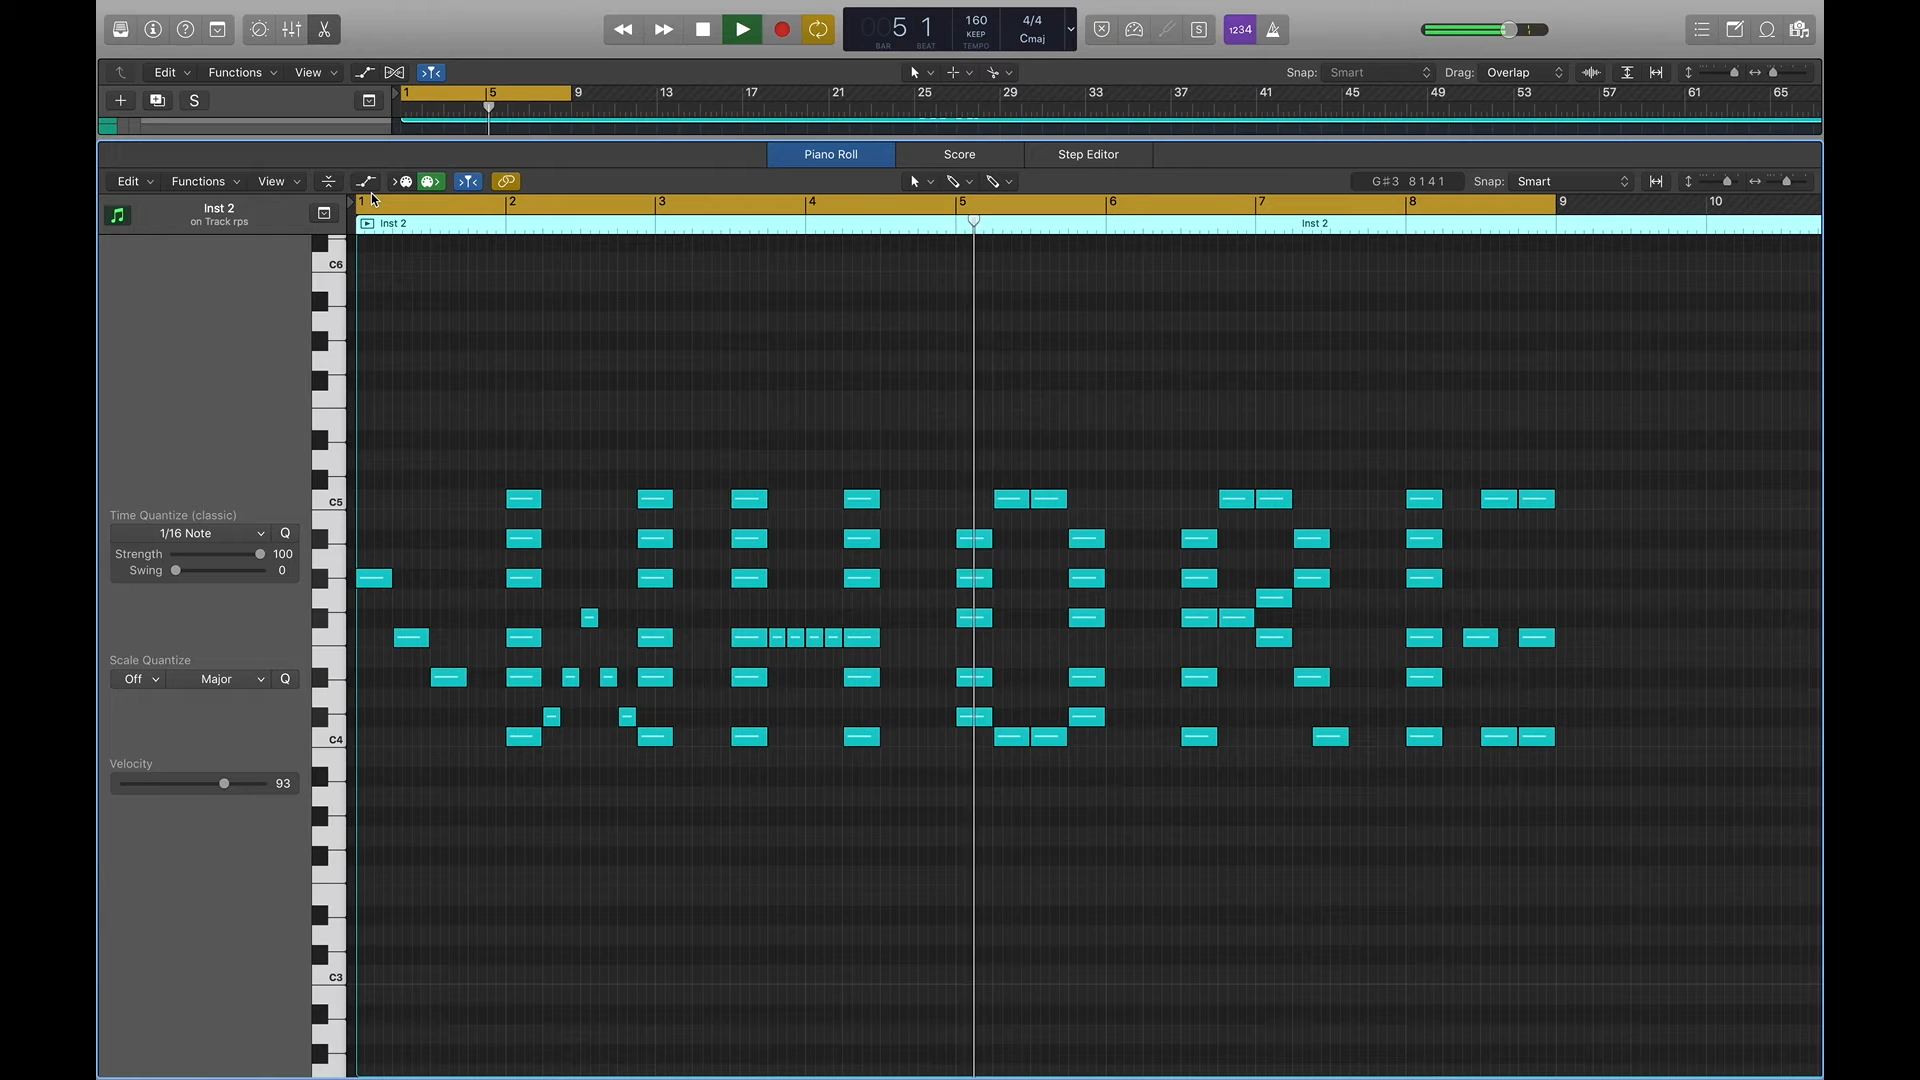 1234
5 1
BAR BEAT
160
KEEP
TEMPO
4/4
Cmaj
S
Edit Functions View
Snap: Smart
Drag: Overlap
S
1 5 9 13 17 21 25 29 33 37 41 45 49 53 57 61 65
Piano Roll Score Step Editor
Edit Functions View
G#3 8141
Snap: Smart
Inst 2
on Track rps
1 2 3 4 5 6 7 8 9 10
Inst 2
Inst 2
C6
C5
C4
C3
Time Quantize (classic)
1/16 Note Q
Strength 100
Swing 0
Scale Quantize
Off Major Q
Velocity
93